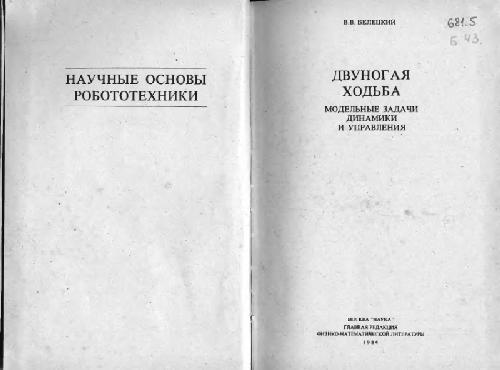 НАУЧНЫЕ ОСНОВЫ
РОБОТОТЕХНИКИ
В.В. БЕЛЕЦКИЙ
681.5
Б 43.
ДВУНОГАЯ
ХОДЬБА
МОДЕЛЬНЫЕ ЗАДАЧИ
ДИНАМИКИ
И УПРАВЛЕНИЯ
МОСКВА "НАУКА"
ГЛАВНАЯ РЕДАКЦИЯ
ФИЗИКО-МАТЕМАТИЧЕСКОЙ ЛИТЕРАТУРЫ
1984